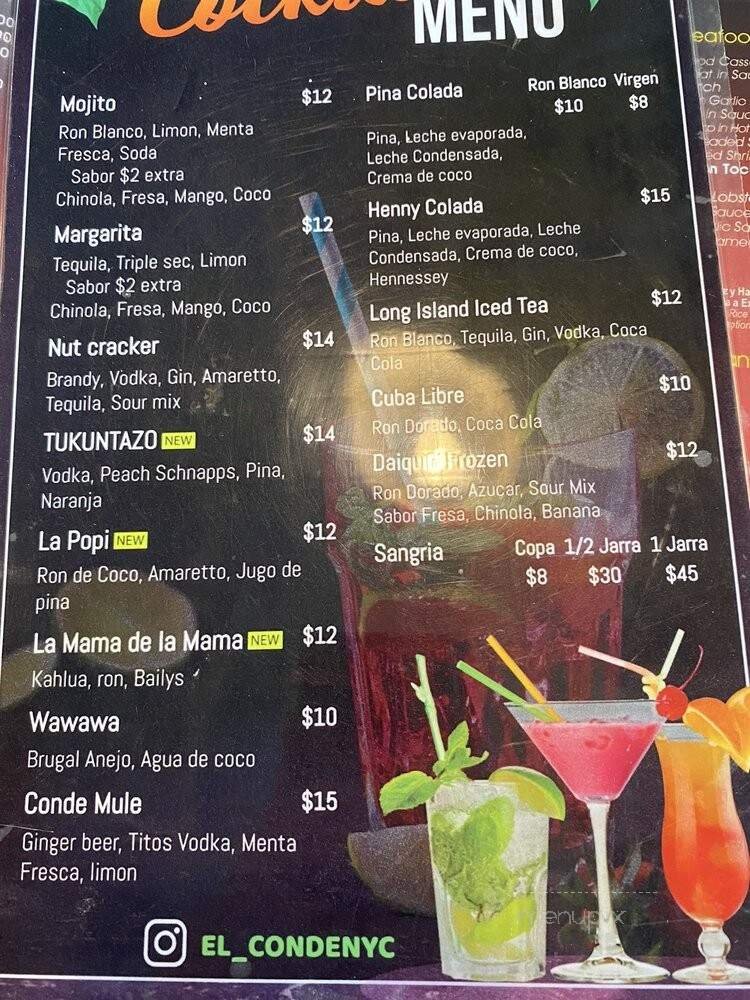 Cocktail
MENU
Mojito $12
Ron Blanco, Limon, Menta
Fresca, Soda
Sabor $2 extra
Chinola, Fresa, Mango, Coco
Margarita $12
Tequila, Triple sec, Limon
Sabor $2 extra
Chinola, Fresa, Mango, Coco
Nut cracker $14
Brandy, Vodka, Gin, Amaretto,
Tequila, Sour mix
TUKUNTAZO NEW $14
Vodka, Peach Schnapps, Pina,
Naranja
La Popi NEW $12
Ron de Coco, Amaretto, Jugo de
pina
La Mama de la Mama NEW $12
Kahlua, ron, Bailys
Wawawa $10
Brugal Anejo, Agua de coco
Conde Mule $15
Ginger beer, Titos Vodka, Menta
Fresca, limon
Pina Colada Ron Blanco Virgen
$10 $8
Pina, Leche evaporada,
Leche Condensada,
Crema de coco
Henny Colada $15
Pina, Leche evaporada, Leche
Condensada, Crema de coco,
Hennessey
Long Island Iced Tea $12
Ron Blanco, Tequila, Gin, Vodka, Coca
Cola
Cuba Libre $10
Ron Dorado, Coca Cola
Daiquiri Frozen $12
Ron Dorado, Azucar, Sour Mix
Sabor Fresa, Chinola, Banana
Sangria Copa 1/2 Jarra 1 Jarra
$8 $30 $45
EL_CONDENYC
menupix